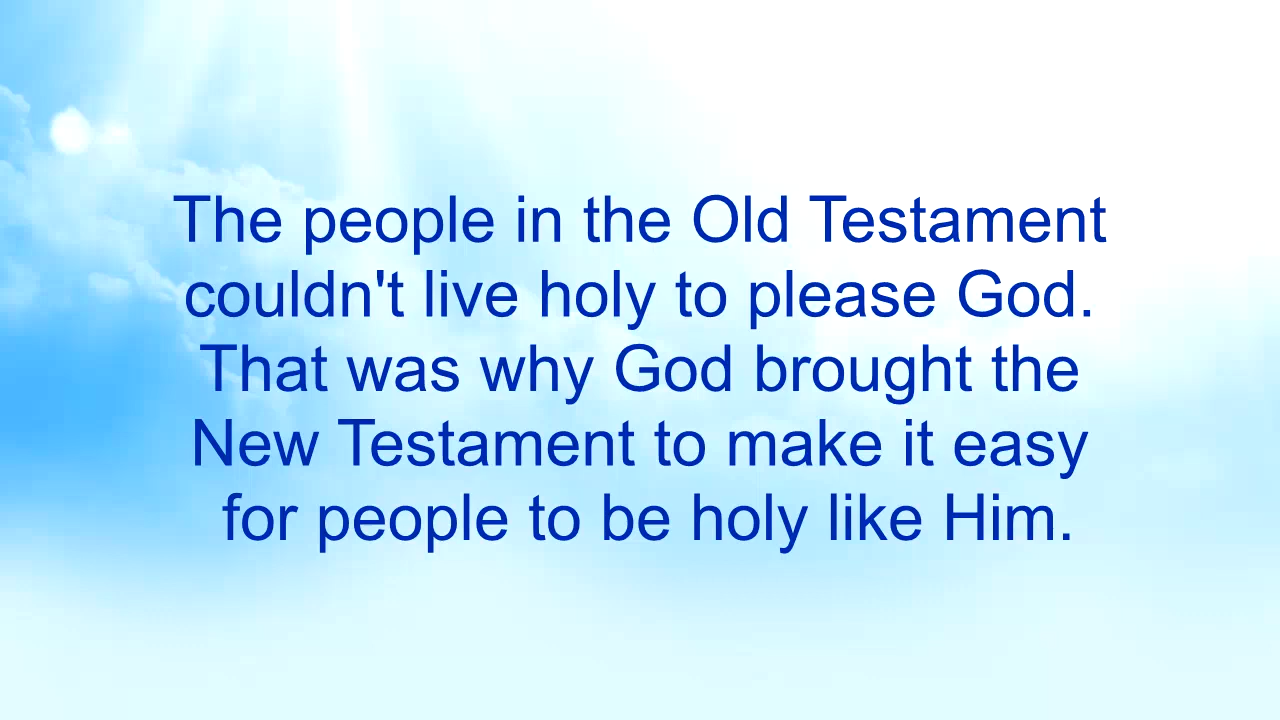 The people in the Old Testament
couldn't live holy to please God.
That was why God brought the
New Testament to make it easy
for people to be holy like Him.